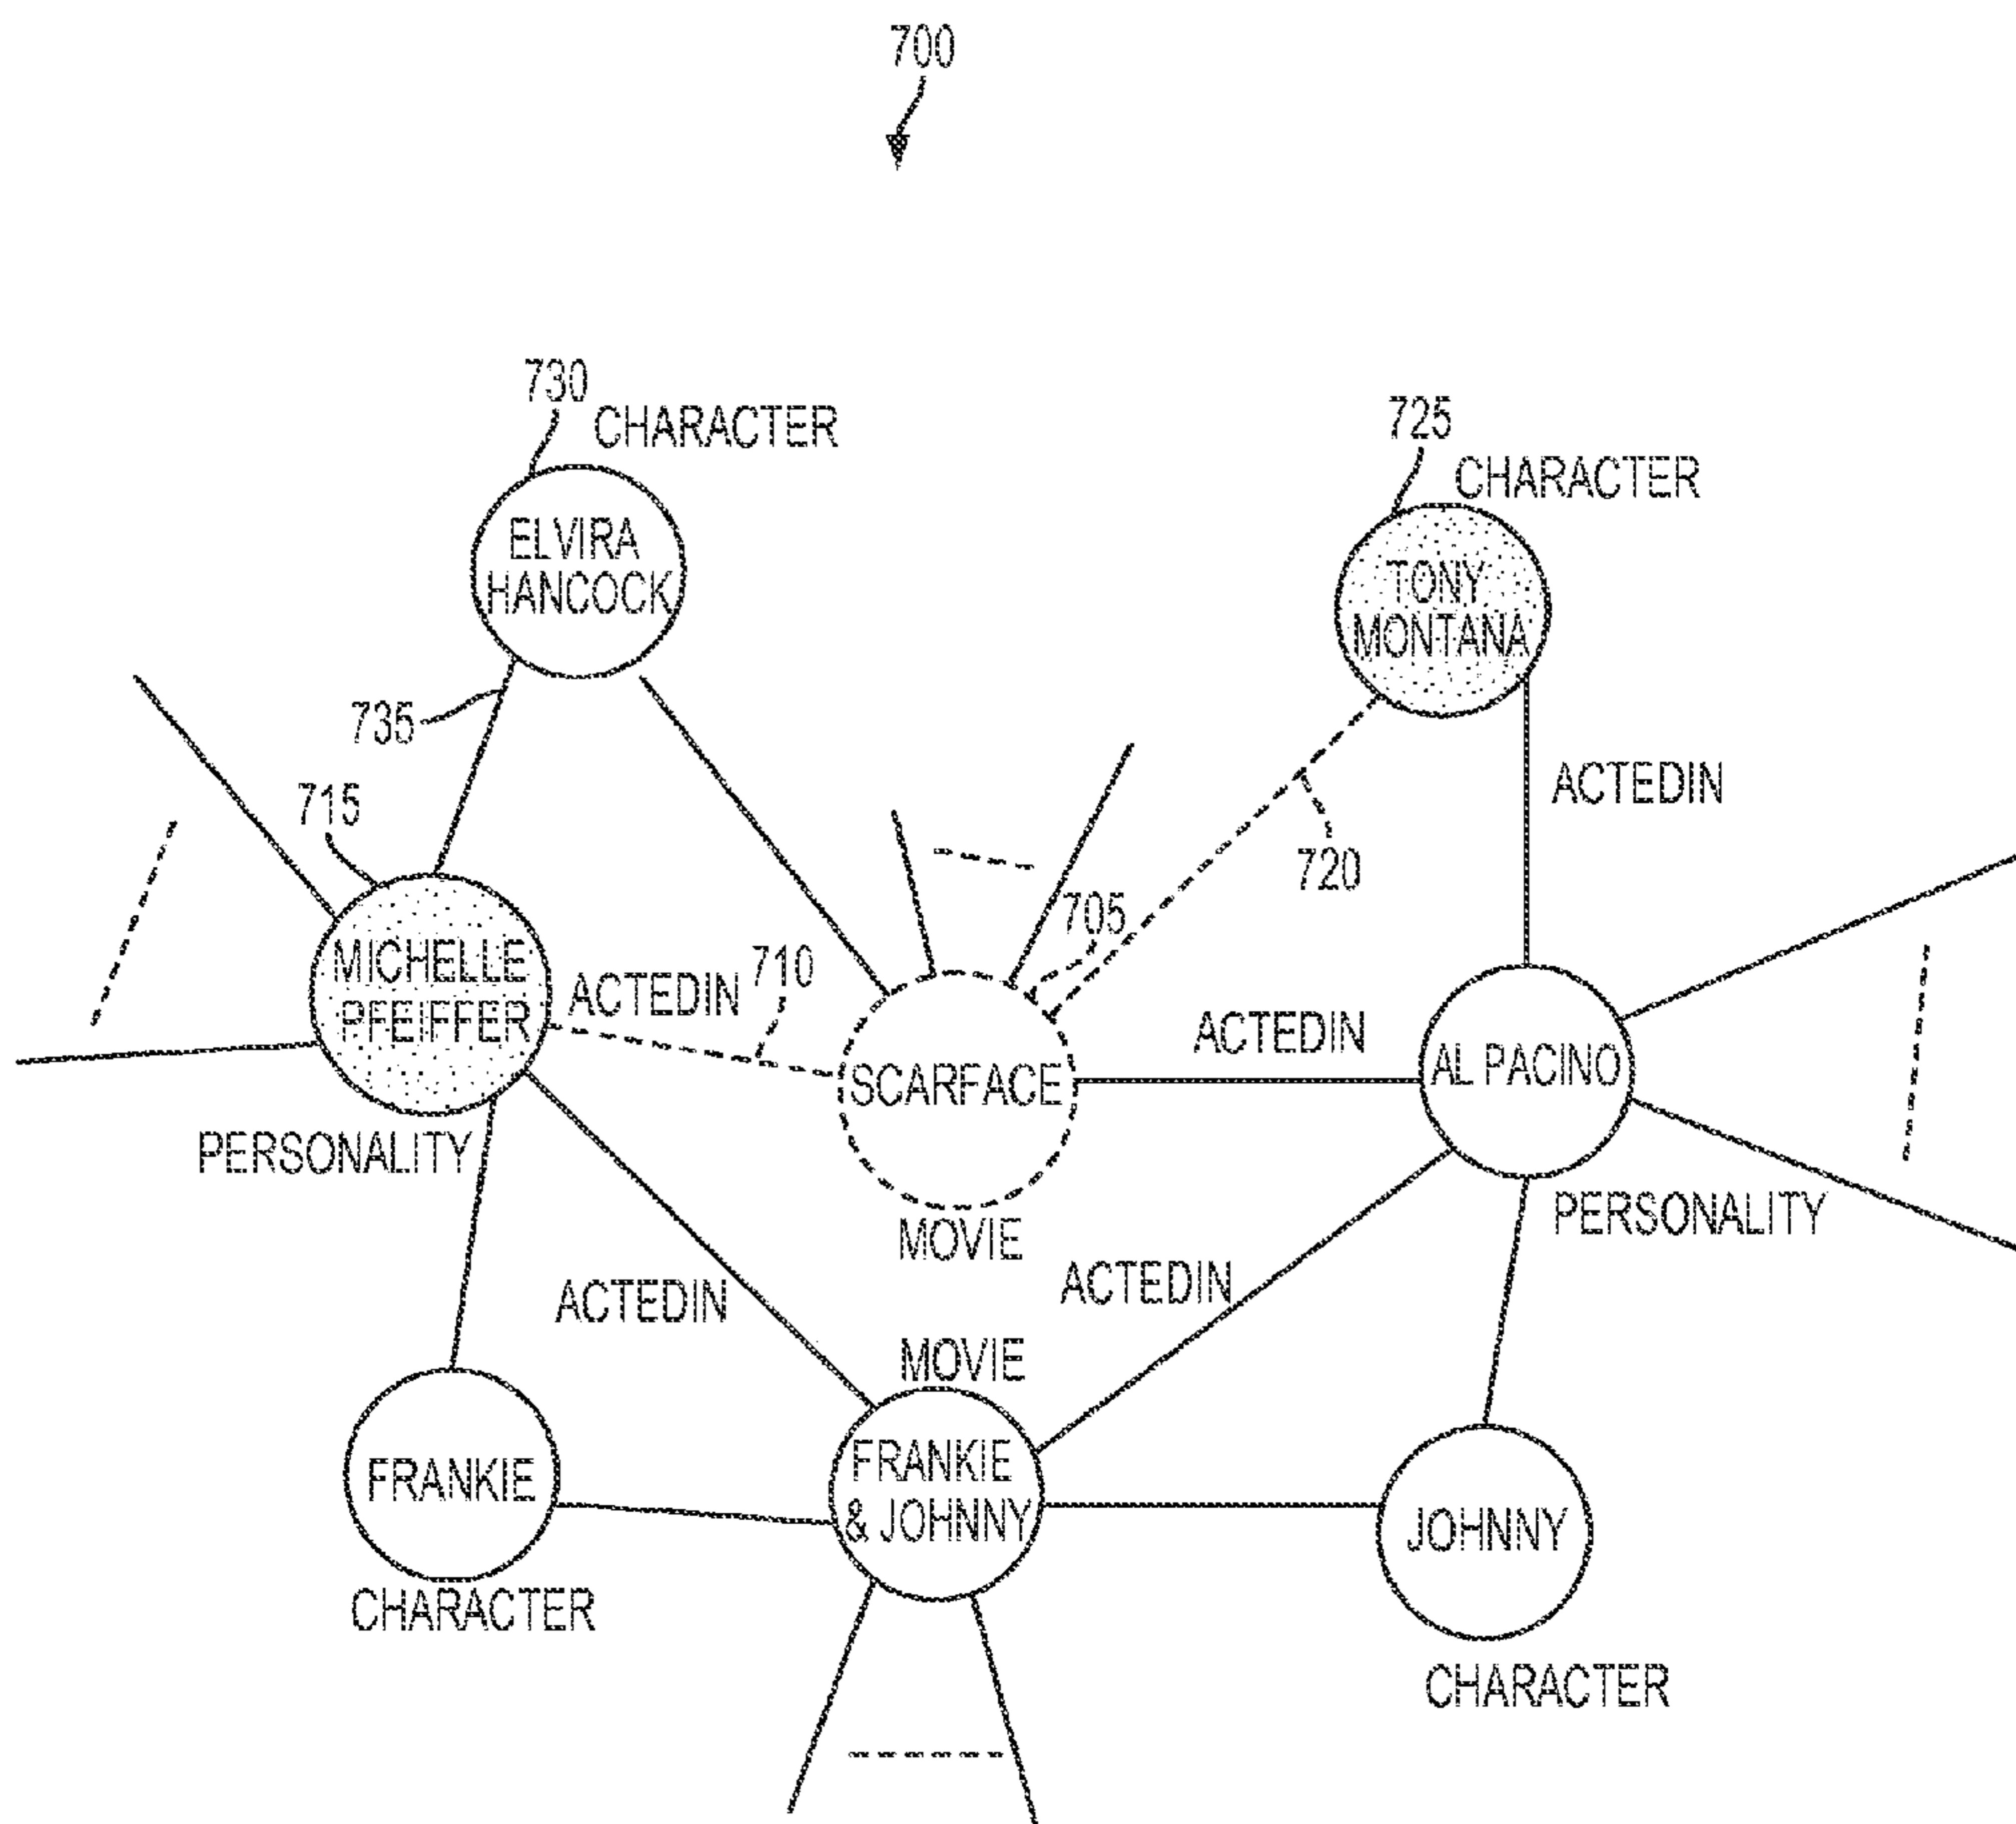 700
730
CHARACTER
725
CHARACTER
ELVIRA
HANCOCK
TONY
MONTANA
735
715
ACTEDIN
720
705
MICHELLE
PFEIFFER
ACTEDIN
710
SCARFACE
ACTEDIN
AL PACINO
PERSONALITY
MOVIE
PERSONALITY
ACTEDIN
ACTEDIN
MOVIE
FRANKIE
FRANKIE
& JOHNNY
JOHNNY
CHARACTER
CHARACTER